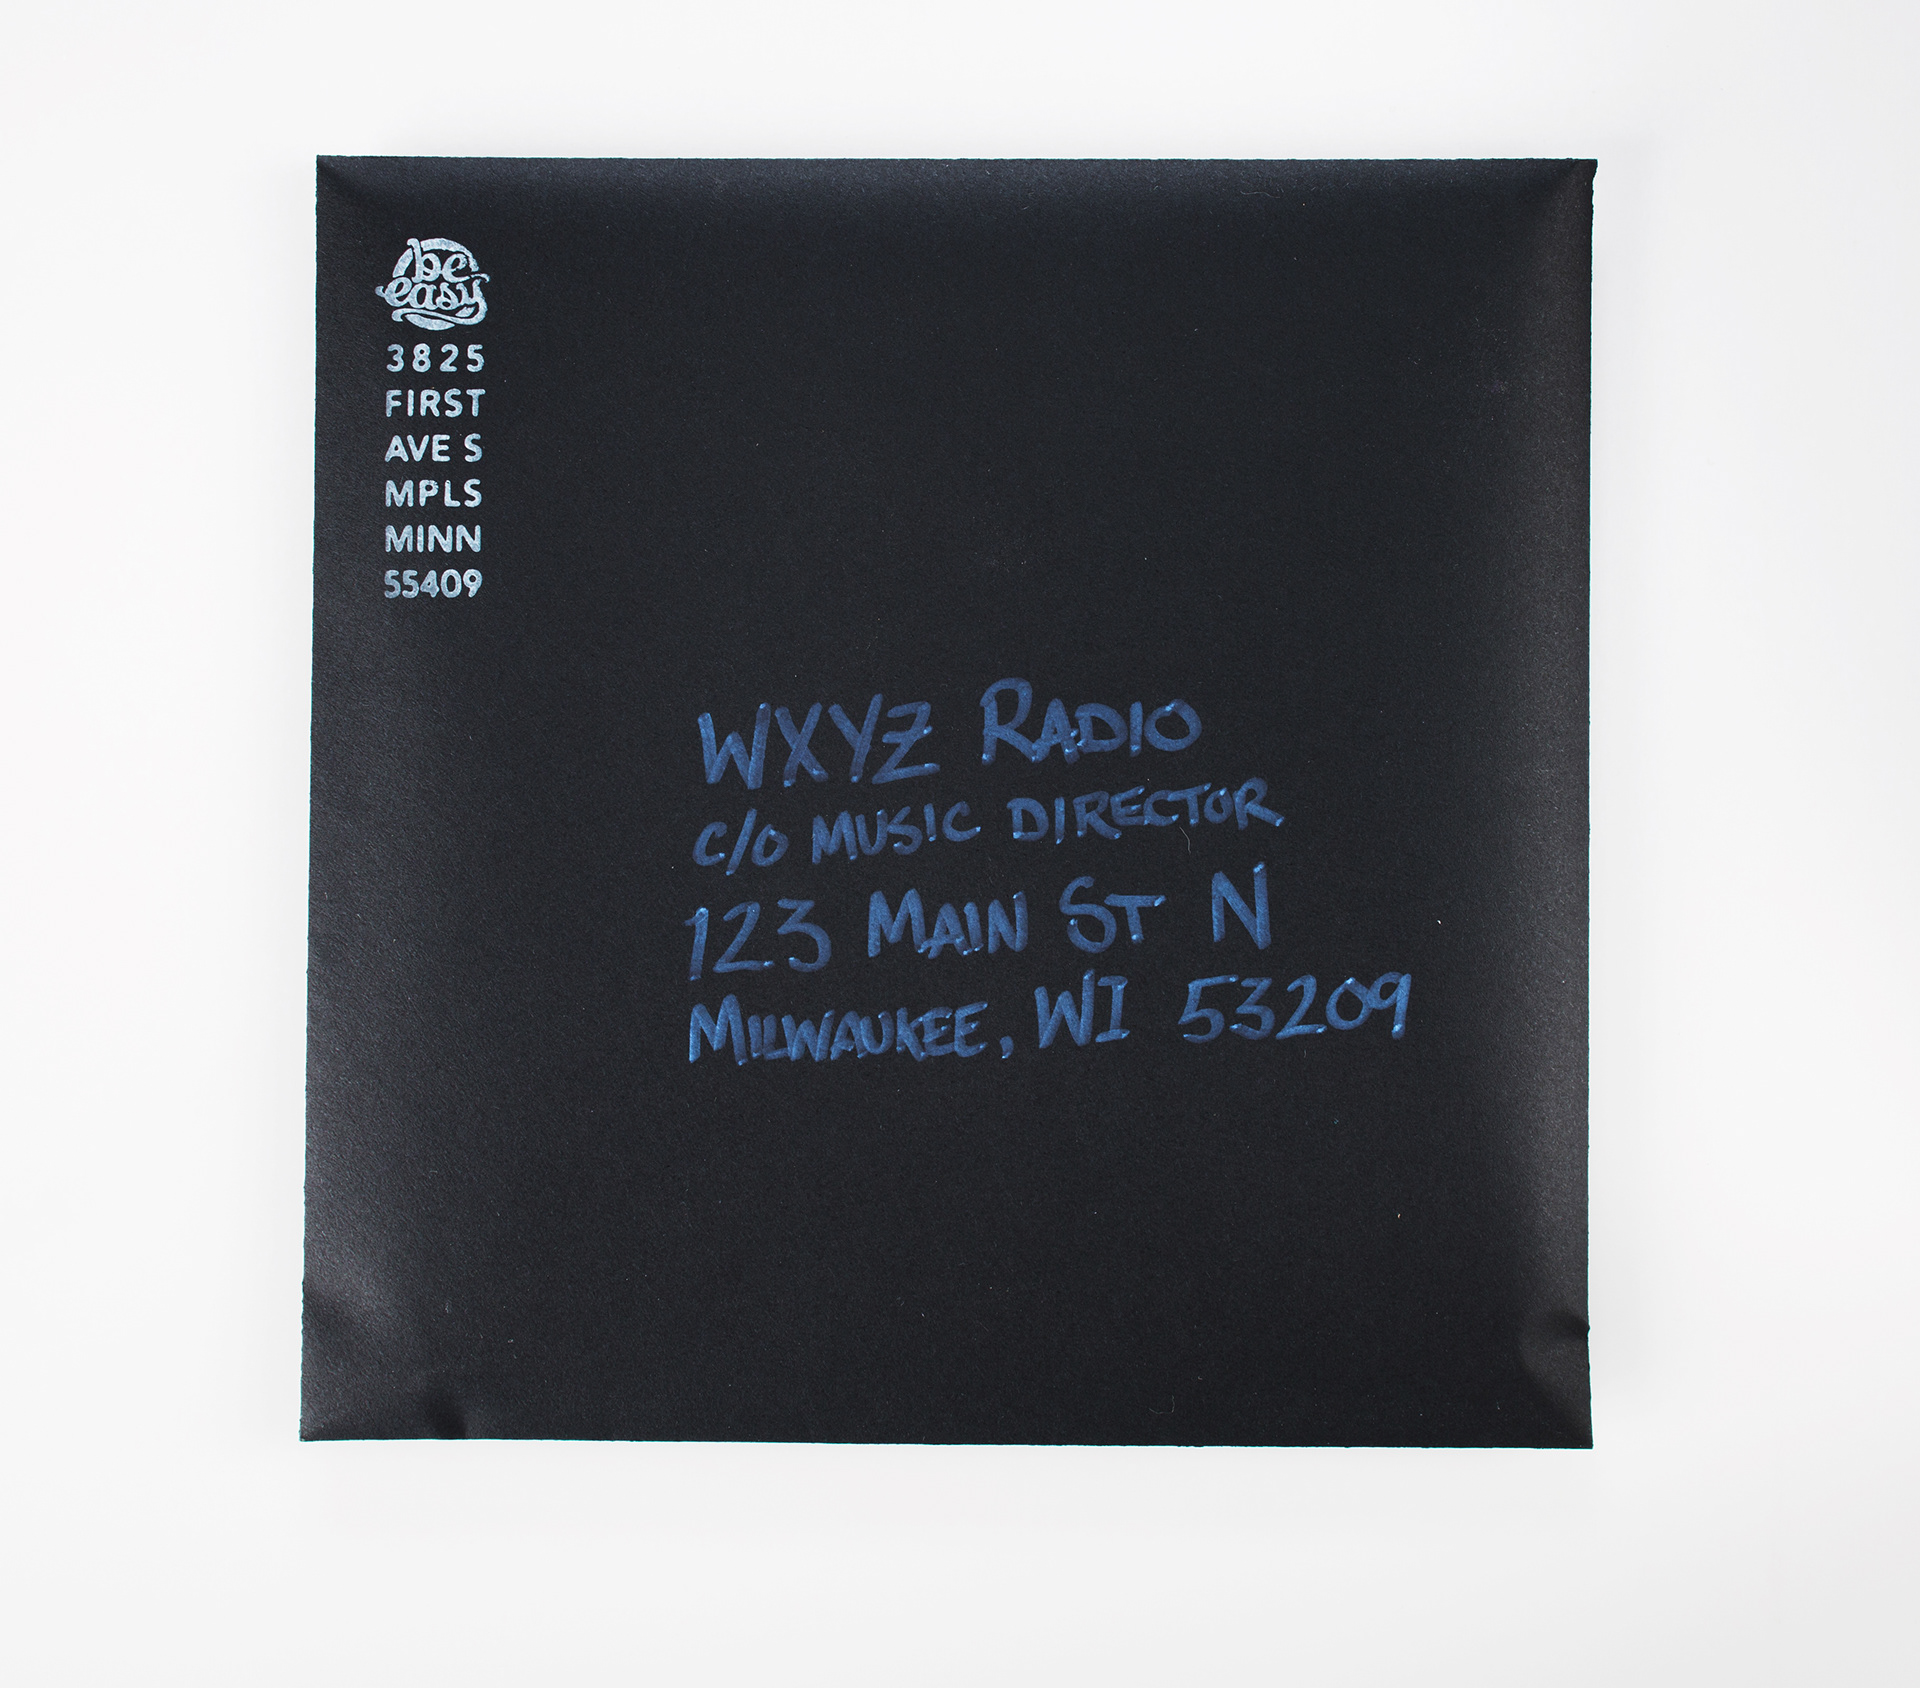 be
easy
3825
FIRST
AVE S
MPLS
MINN
55409
WXYZ RADIO
C/O MUSIC DIRECTOR
123 MAIN ST N
MILWAUKEE, WI 53209